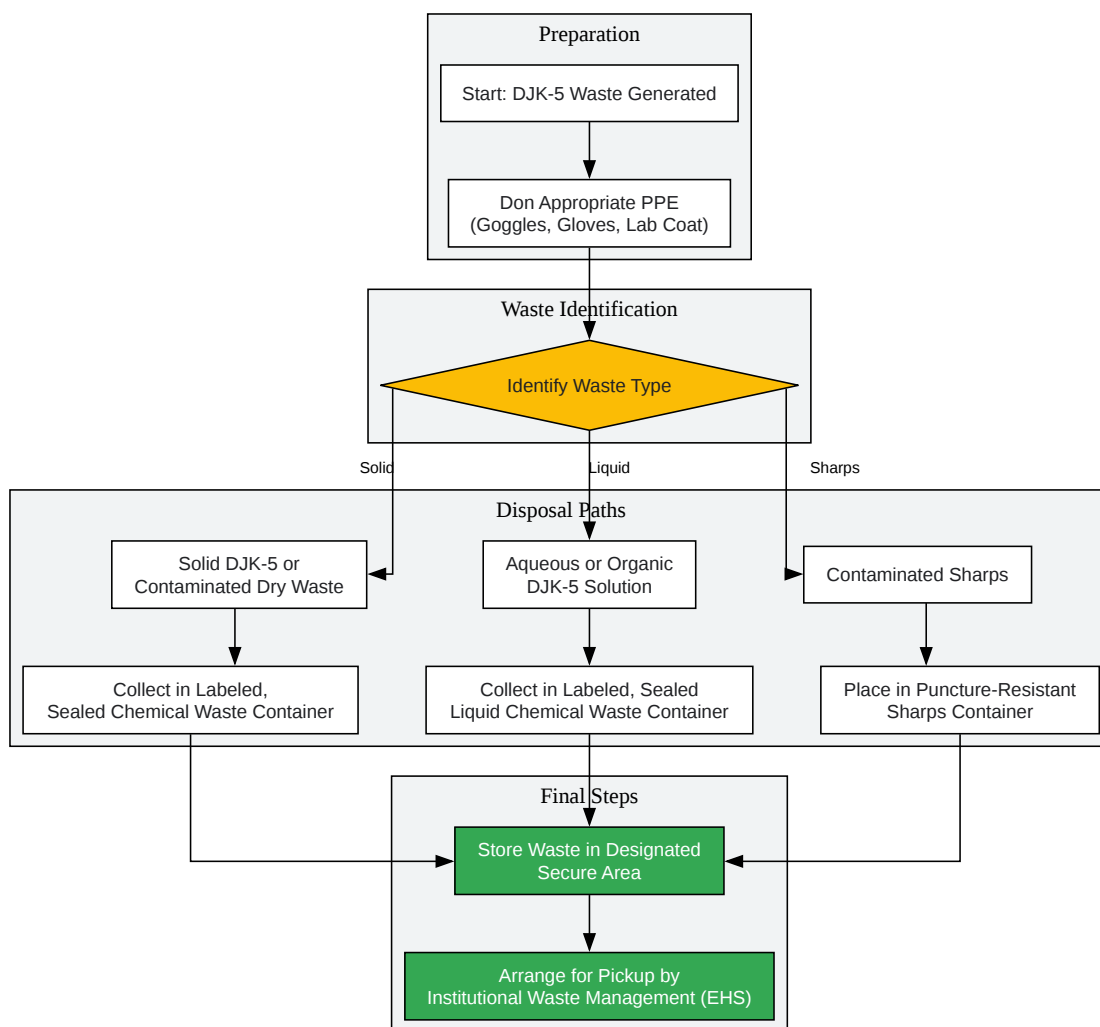 Preparation
Start: DJK-5 Waste Generated
Don Appropriate PPE
(Goggles, Gloves, Lab Coat)
Waste Identification
Identify Waste Type
Solid
Liquid
Sharps
Disposal Paths
Solid DJK-5 or
Contaminated Dry Waste
Aqueous or Organic
DJK-5 Solution
Contaminated Sharps
Collect in Labeled,
Sealed Chemical Waste Container
Collect in Labeled, Sealed
Liquid Chemical Waste Container
Place in Puncture-Resistant
Sharps Container
Final Steps
Store Waste in Designated
Secure Area
Arrange for Pickup by
Institutional Waste Management (EHS)